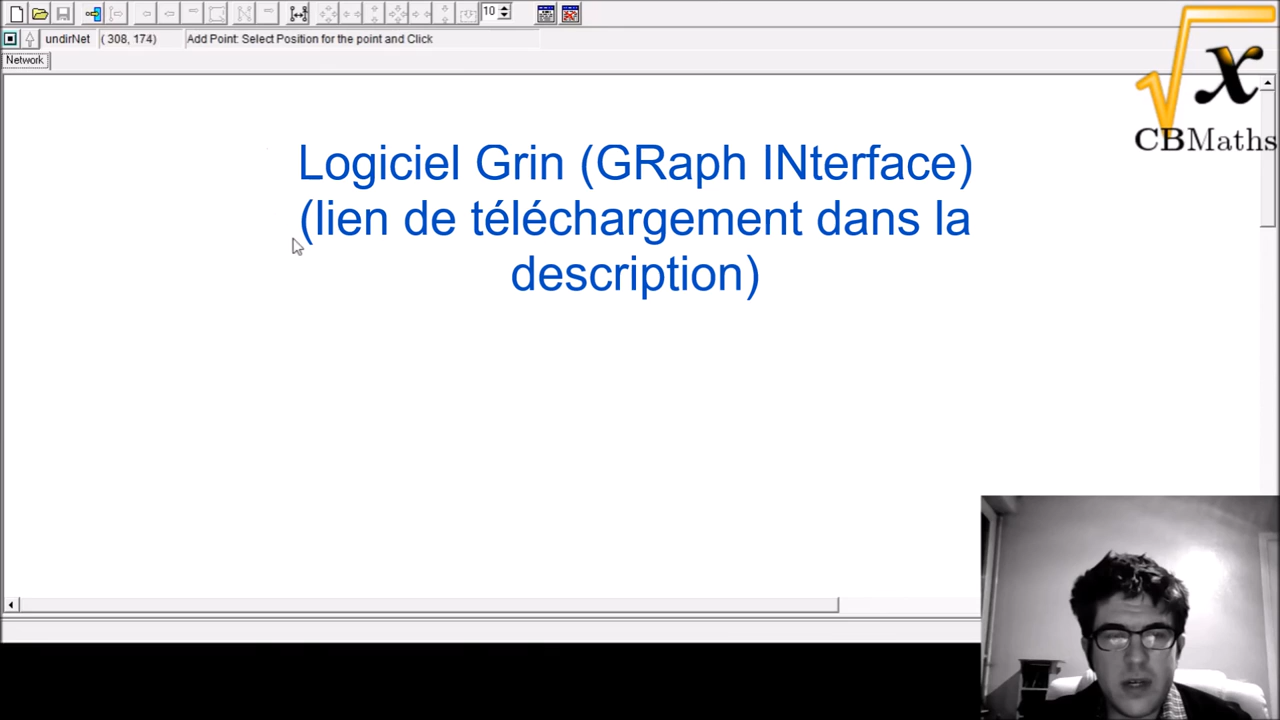 10
undirNet ( 308, 174) Add Point: Select Position for the point and Click
Network
x
CBMaths
Logiciel Grin (GRaph INterface)
(lien de téléchargement dans la
description)